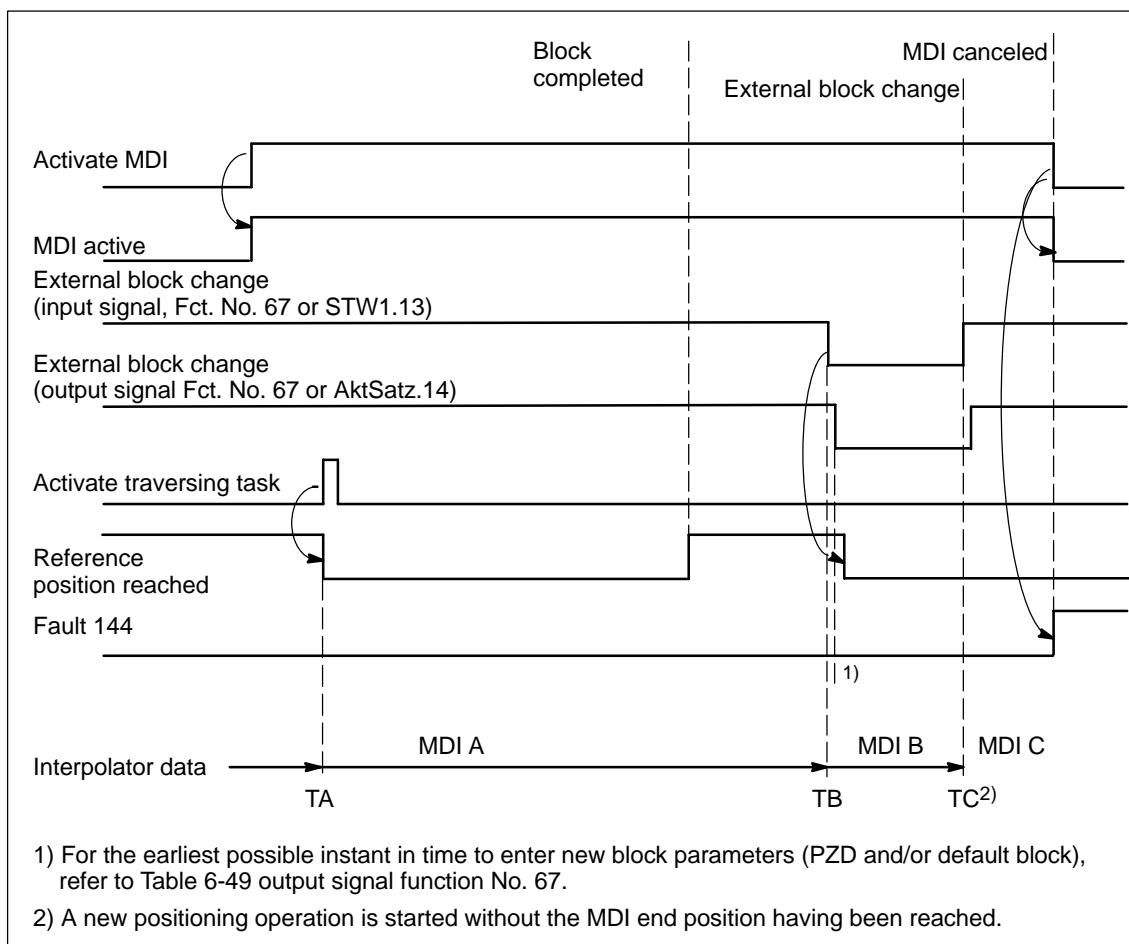 Block
completed
MDI canceled
External block change
Activate MDI
MDI active
External block change
(input signal, Fct. No. 67 or STW1.13)
External block change
(output signal Fct. No. 67 or AktSatz.14)
Activate traversing task
Reference
position reached
Fault 144
1)
MDI A
MDI B
MDI C
Interpolator data
TA
TB
TC2)
1) For the earliest possible instant in time to enter new block parameters (PZD and/or default block),
refer to Table 6-49 output signal function No. 67.
2) A new positioning operation is started without the MDI end position having been reached.